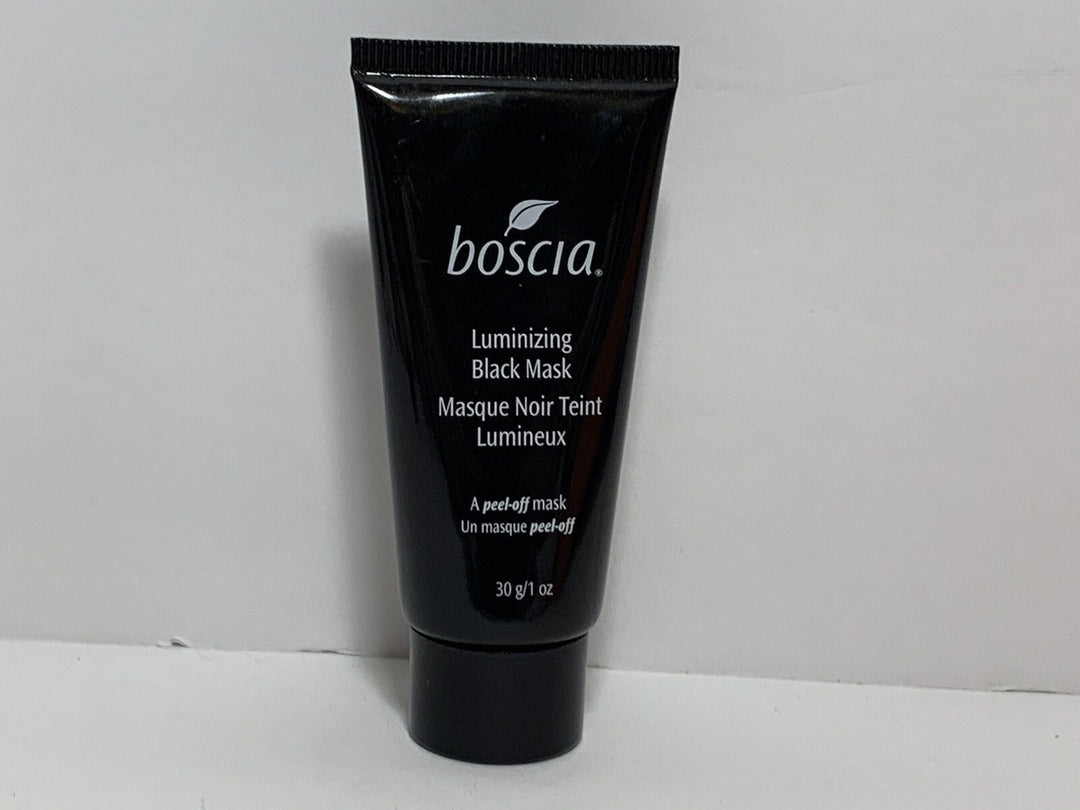 boscia®
Luminizing
Black Mask
Masque Noir Teint
Lumineux
A peel-off mask
Un masque peel-off
30 g/1 oz